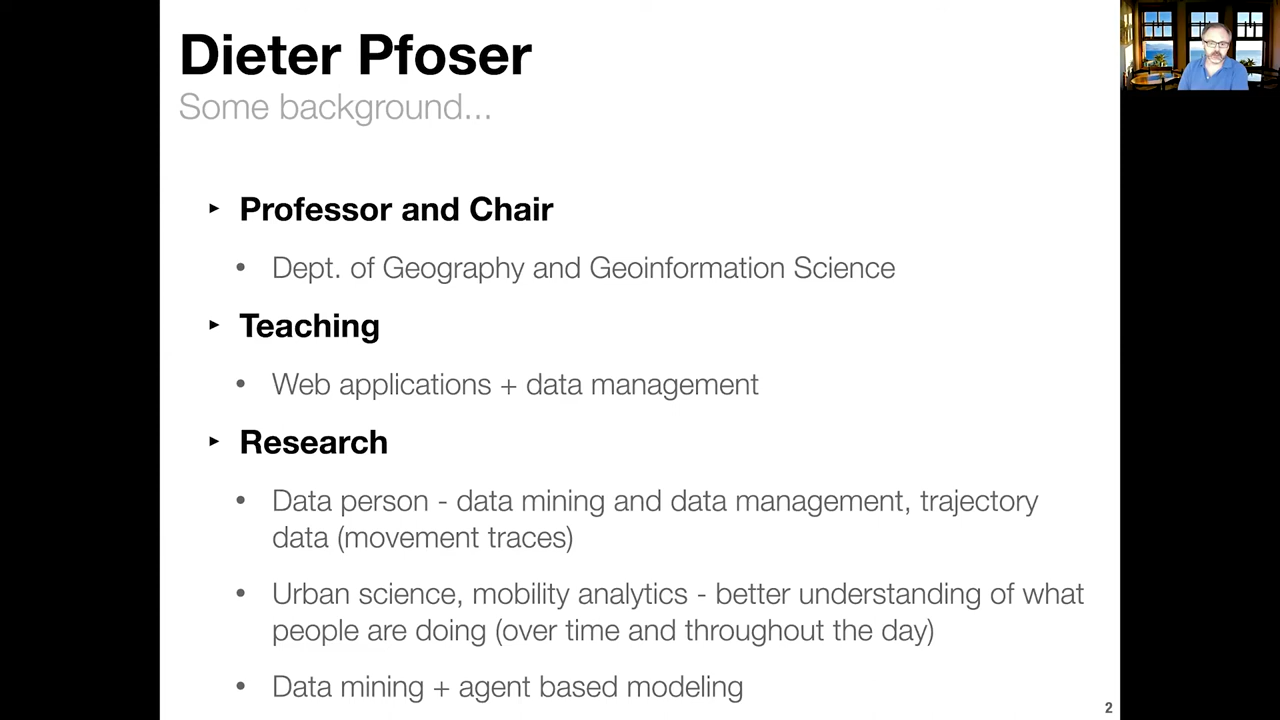 Dieter Pfoser
Some background...
‣ Professor and Chair
• Dept. of Geography and Geoinformation Science
‣ Teaching
• Web applications + data management
‣ Research
• Data person - data mining and data management, trajectory
data (movement traces)
• Urban science, mobility analytics - better understanding of what
people are doing (over time and throughout the day)
• Data mining + agent based modeling
2